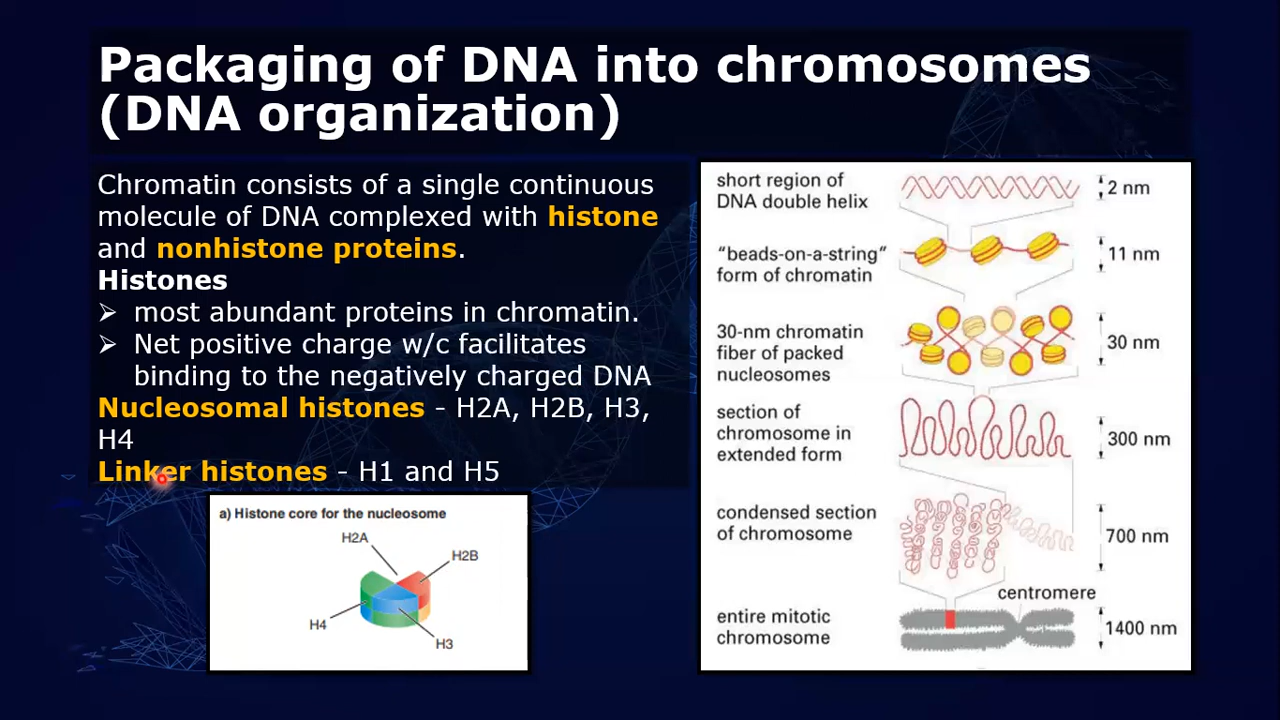 Packaging of DNA into chromosomes
(DNA organization)
Chromatin consists of a single continuous
molecule of DNA complexed with histone
and nonhistone proteins.
Histones
➢ most abundant proteins in chromatin.
➢ Net positive charge w/c facilitates
binding to the negatively charged DNA
Nucleosomal histones - H2A, H2B, H3,
H4
Linker histones - H1 and H5
a) Histone core for the nucleosome
H2A
H2B
H4
H3
short region of
DNA double helix
2 nm
“beads-on-a-string”
form of chromatin
11 nm
30-nm chromatin
fiber of packed
nucleosomes
30 nm
section of
chromosome in
extended form
300 nm
condensed section
of chromosome
700 nm
centromere
entire mitotic
chromosome
1400 nm